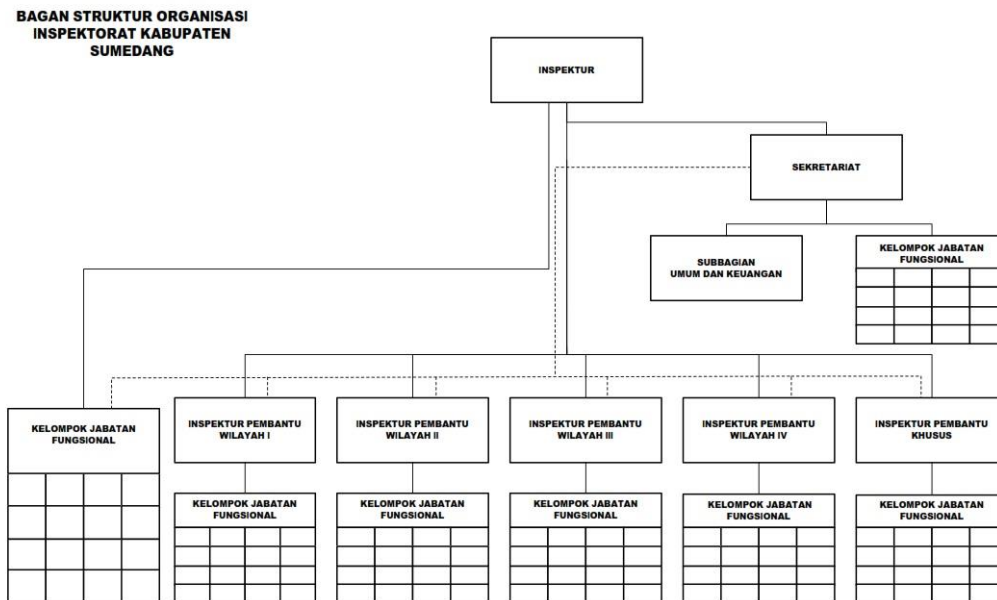 BAGAN STRUKTUR ORGANISASI
INSPEKTORAT KABUPATEN
SUMEDANG
INSPEKTUR
SEKRETARIAT
SUBBAGIAN
UMUM DAN KEUANGAN
KELOMPOK JABATAN
FUNGSIONAL
KELOMPOK JABATAN
FUNGSIONAL
INSPEKTUR PEMBANTU
WILAYAH I
INSPEKTUR PEMBANTU
WILAYAH II
INSPEKTUR PEMBANTU
WILAYAH III
INSPEKTUR PEMBANTU
WILAYAH IV
INSPEKTUR PEMBANTU
KHUSUS
KELOMPOK JABATAN
FUNGSIONAL
KELOMPOK JABATAN
FUNGSIONAL
KELOMPOK JABATAN
FUNGSIONAL
KELOMPOK JABATAN
FUNGSIONAL
KELOMPOK JABATAN
FUNGSIONAL